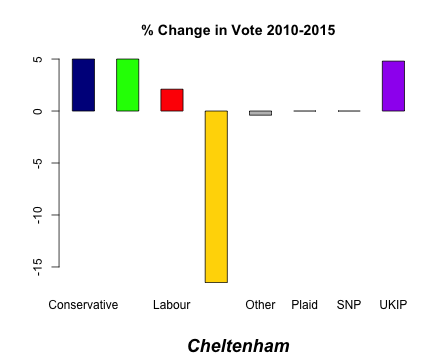 % Change in Vote 2010-2015
5
0
-5
-10
-15
Conservative Labour Other Plaid SNP UKIP
Cheltenham